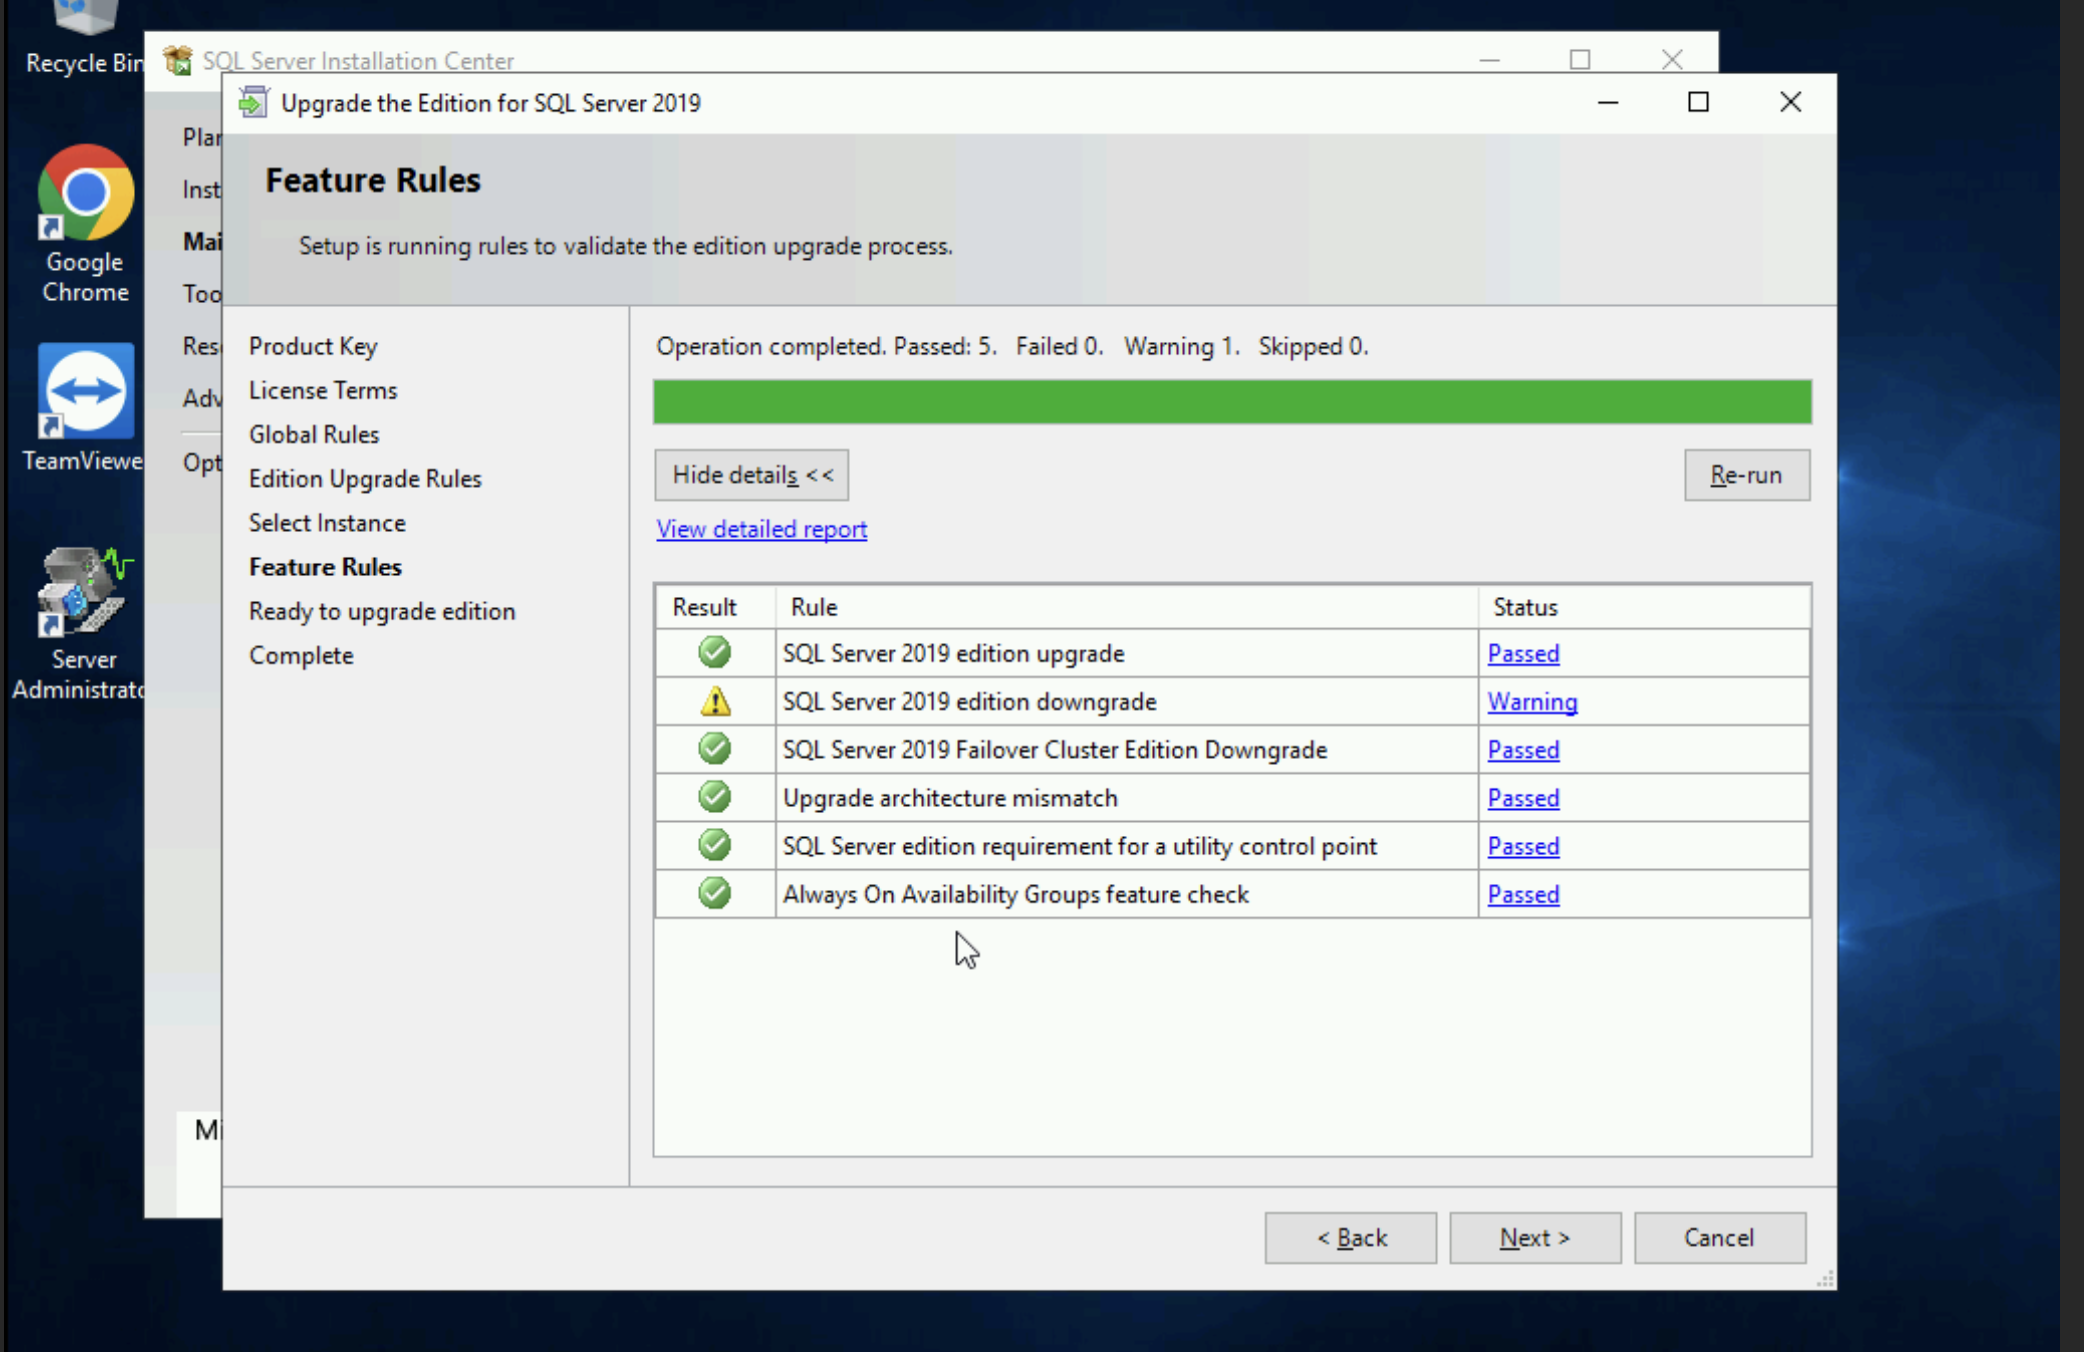 Recycle Bin
SQL Server Installation Center
Upgrade the Edition for SQL Server 2019
Plan
Inst
Mai
Too
Res
Adv
Opt
Mi
Google
Chrome
TeamViewe
Server
Administrato
Feature Rules
Setup is running rules to validate the edition upgrade process.
Product Key
License Terms
Global Rules
Edition Upgrade Rules
Select Instance
Feature Rules
Ready to upgrade edition
Complete
Operation completed. Passed: 5. Failed 0. Warning 1. Skipped 0.
Hide details <<
Re-run
View detailed report
Result Rule Status
SQL Server 2019 edition upgrade Passed
SQL Server 2019 edition downgrade Warning
SQL Server 2019 Failover Cluster Edition Downgrade Passed
Upgrade architecture mismatch Passed
SQL Server edition requirement for a utility control point Passed
Always On Availability Groups feature check Passed
< Back Next > Cancel